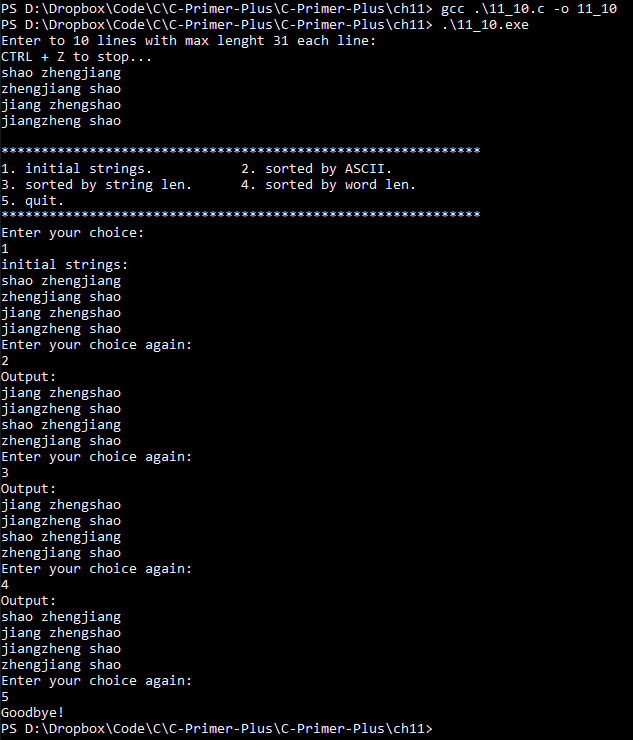 PS D:\Dropbox\Code\C\C-Primer-Plus\C-Primer-Plus\ch11> gcc .\11_10.c -o 11_10
PS D:\Dropbox\Code\C\C-Primer-Plus\C-Primer-Plus\ch11> .\11_10.exe
Enter to 10 lines with max lenght 31 each line:
CTRL + Z to stop...
shao zhengjiang
zhengjiang shao
jiang zhengshao
jiangzheng shao

************************************************************
1. initial strings.           2. sorted by ASCII.
3. sorted by string len.      4. sorted by word len.
5. quit.
************************************************************
Enter your choice:
1
initial strings:
shao zhengjiang
zhengjiang shao
jiang zhengshao
jiangzheng shao
Enter your choice again:
2
Output:
jiang zhengshao
jiangzheng shao
shao zhengjiang
zhengjiang shao
Enter your choice again:
3
Output:
jiang zhengshao
jiangzheng shao
shao zhengjiang
zhengjiang shao
Enter your choice again:
4
Output:
shao zhengjiang
jiang zhengshao
jiangzheng shao
zhengjiang shao
Enter your choice again:
5
Goodbye!
PS D:\Dropbox\Code\C\C-Primer-Plus\C-Primer-Plus\ch11>